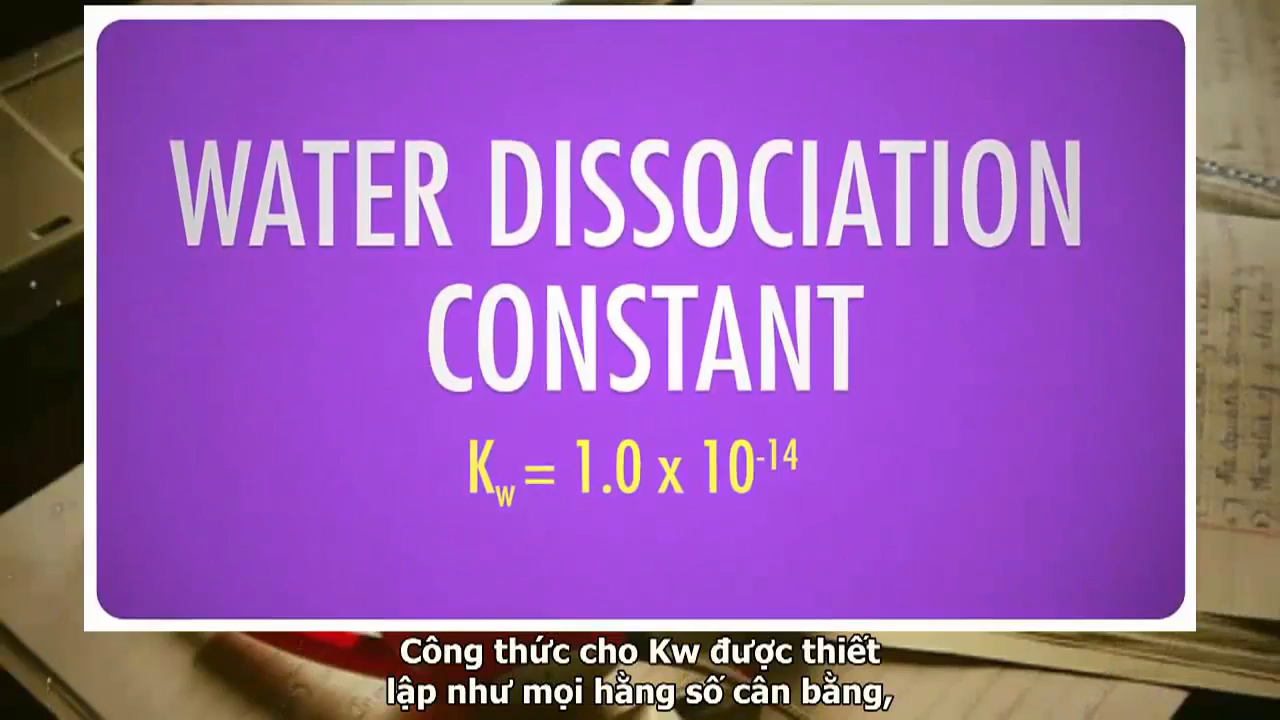 WATER DISSOCIATION
CONSTANT
Kw = 1.0 x 10⁻¹⁴
Công thức cho Kw được thiết
lập như mọi hằng số cân bằng,